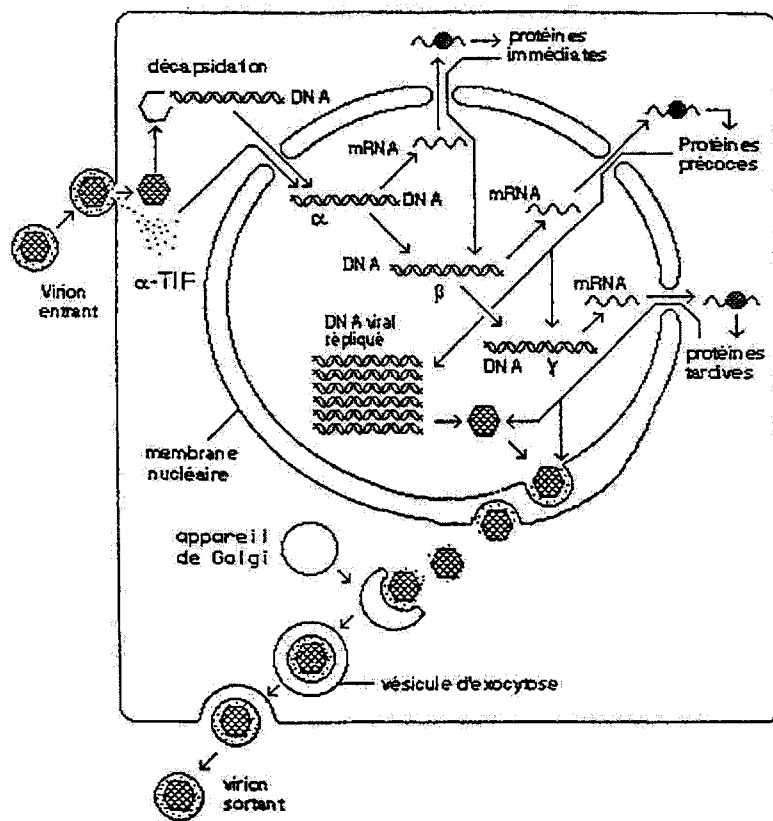 protéines
immédiates
décapsidation
DNA
mRNA
Protéines
précoces
DNA
α
mRNA
DNA
β
α-TIF
Virion
entrant
mRNA
DNA viral
répliqué
DNA γ
protéines
tardives
membrane
nucléaire
appareil
de Golgi
vésicule d'exocytose
virion
sortant